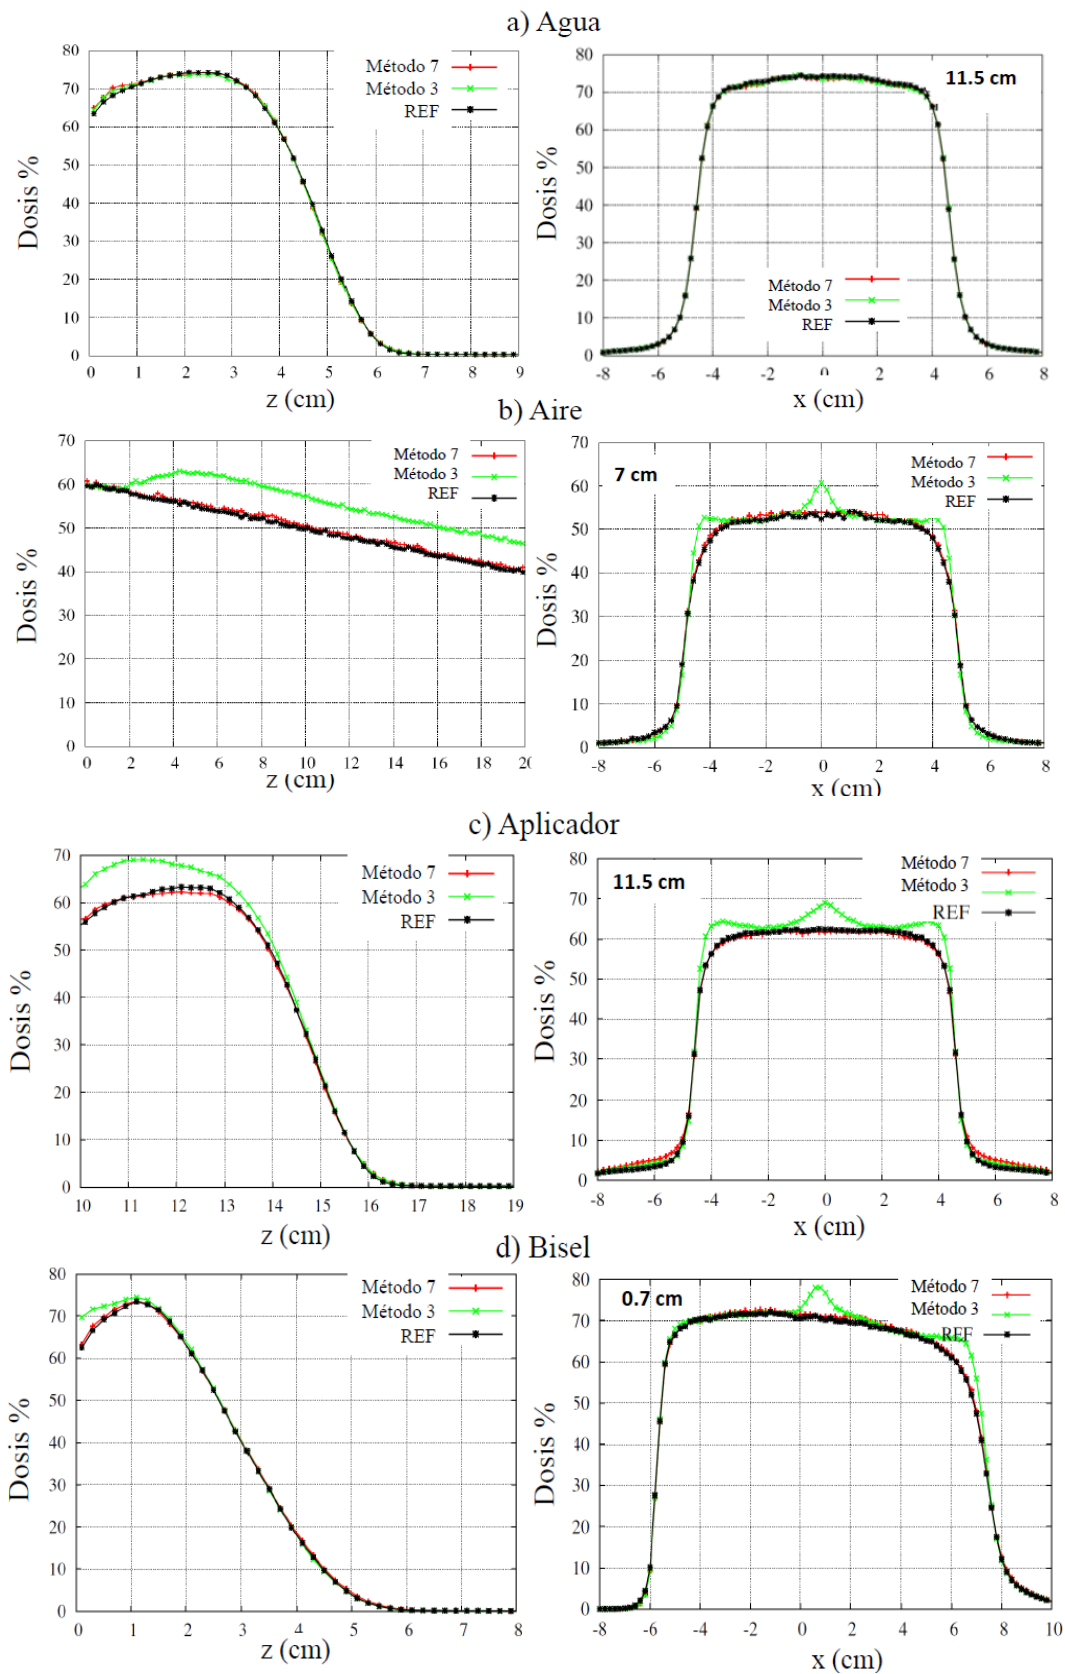 a) Agua
80
70
60
50
40
30
20
10
0
Dosis %
Método 7
Método 3
REF
0 1 2 3 4 5 6 7 8 9
z (cm)
80
70
60
50
40
30
20
10
0
Dosis %
11.5 cm
Método 7
Método 3
REF
-8 -6 -4 -2 0 2 4 6 8
x (cm)
b) Aire
70
60
50
40
30
20
10
0
Dosis %
Método 7
Método 3
REF
0 2 4 6 8 10 12 14 16 18 20
z (cm)
70
60
50
40
30
20
10
0
Dosis %
7 cm
Método 7
Método 3
REF
-8 -6 -4 -2 0 2 4 6 8
x (cm)
c) Aplicador
70
60
50
40
30
20
10
0
Dosis %
Método 7
Método 3
REF
10 11 12 13 14 15 16 17 18 19
z (cm)
80
70
60
50
40
30
20
10
0
Dosis %
11.5 cm
Método 7
Método 3
REF
-8 -6 -4 -2 0 2 4 6 8
x (cm)
d) Bisel
80
70
60
50
40
30
20
10
0
Dosis %
Método 7
Método 3
REF
0 1 2 3 4 5 6 7 8
z (cm)
80
70
60
50
40
30
20
10
0
Dosis %
0.7 cm
Método 7
Método 3
REF
-8 -6 -4 -2 0 2 4 6 8 10
x (cm)